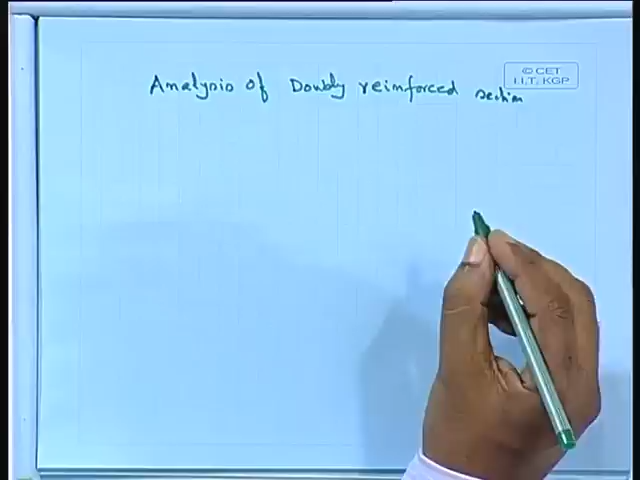 Analysis of Doubly reinforced section
© CET
I.I.T. KGP